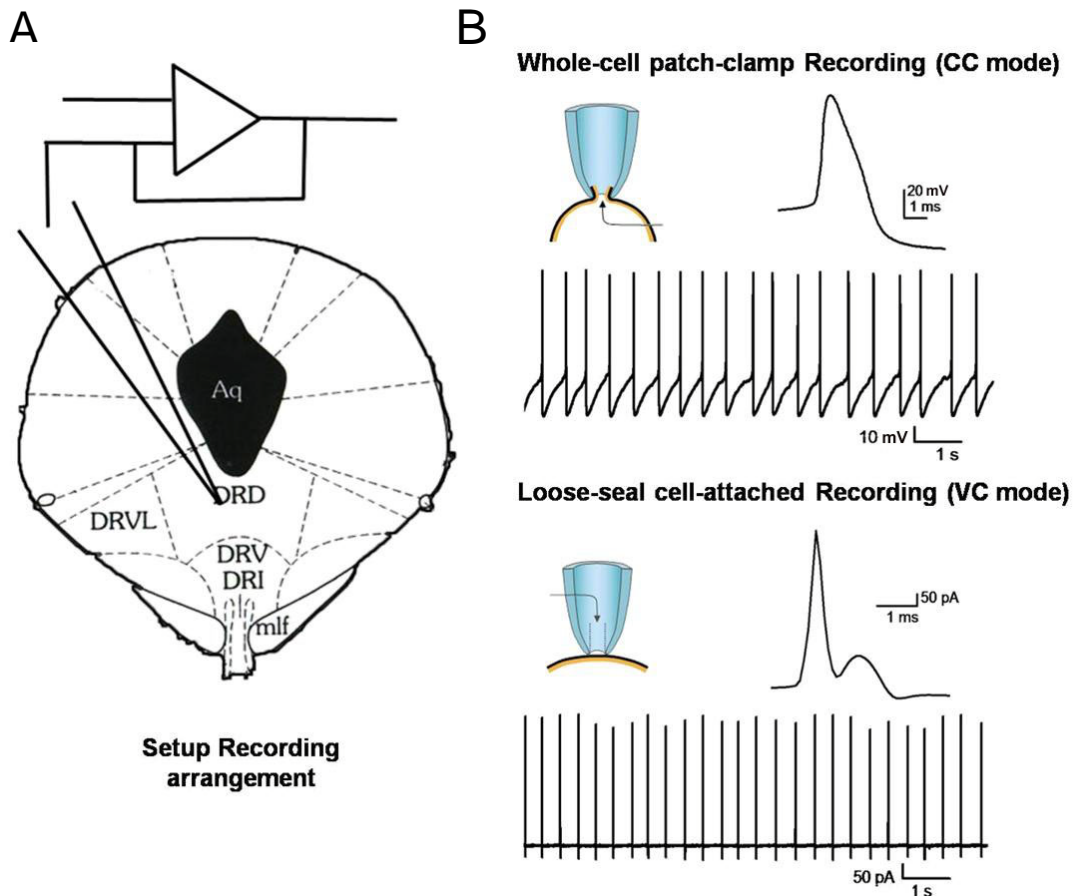 A
B
Whole-cell patch-clamp Recording (CC mode)
20 mV
1 ms
Aq
10 mV
1 s
Loose-seal cell-attached Recording (VC mode)
DRD
DRVL
DRV
DRI
mlf
50 pA
1 ms
Setup Recording
arrangement
50 pA
1 s